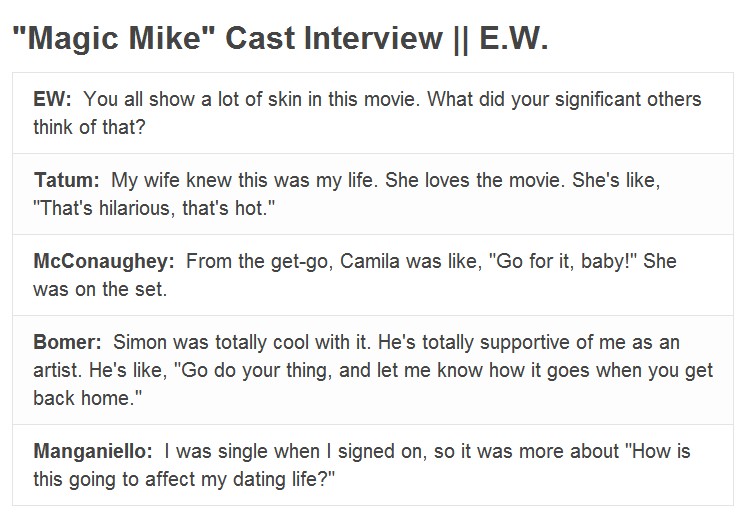 "Magic Mike" Cast Interview || E.W.
EW: You all show a lot of skin in this movie. What did your significant others
think of that?
Tatum: My wife knew this was my life. She loves the movie. She's like,
"That's hilarious, that's hot."
McConaughey: From the get-go, Camila was like, "Go for it, baby!" She
was on the set.
Bomer: Simon was totally cool with it. He's totally supportive of me as an
artist. He's like, "Go do your thing, and let me know how it goes when you get
back home."
Manganiello: I was single when I signed on, so it was more about "How is
this going to affect my dating life?"